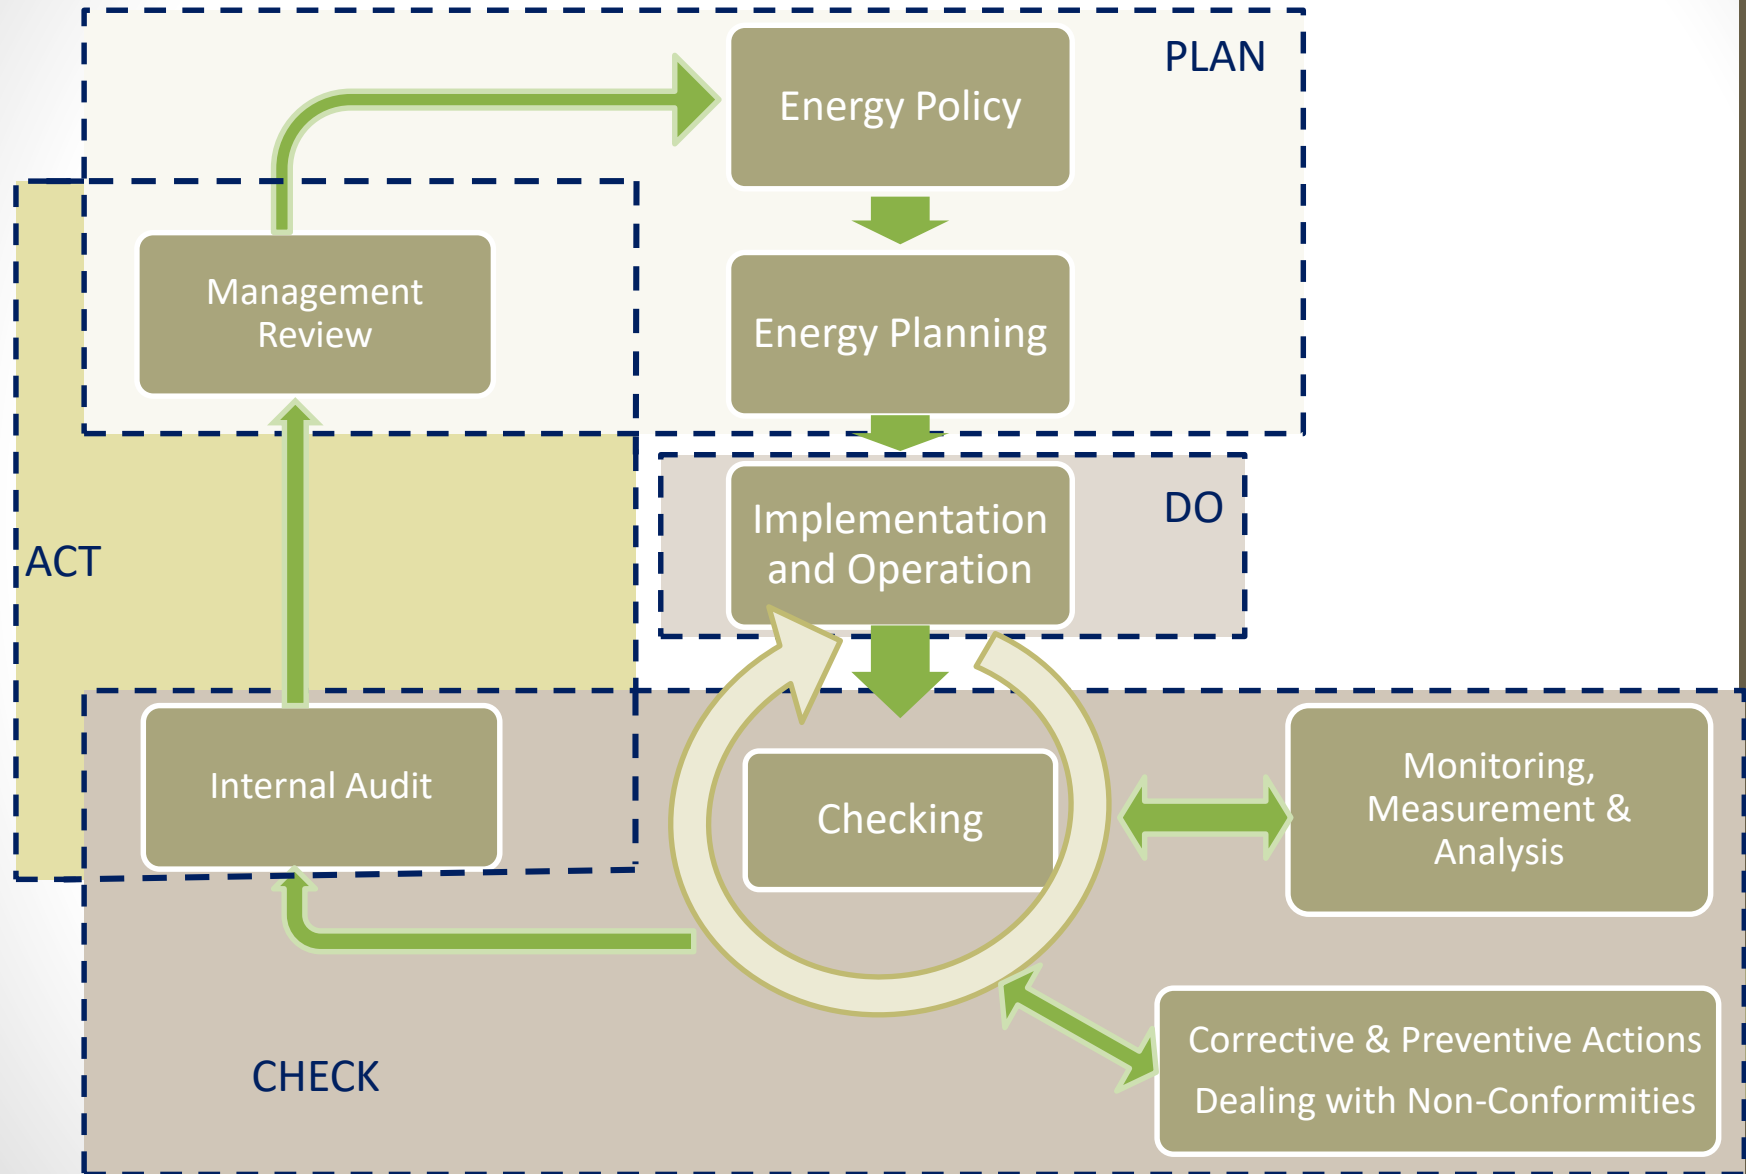 PLAN
Energy Policy
Management
Review
Energy Planning
DO
Implementation
and Operation
ACT
Internal Audit
Checking
Monitoring,
Measurement &
Analysis
CHECK
Corrective & Preventive Actions
Dealing with Non-Conformities